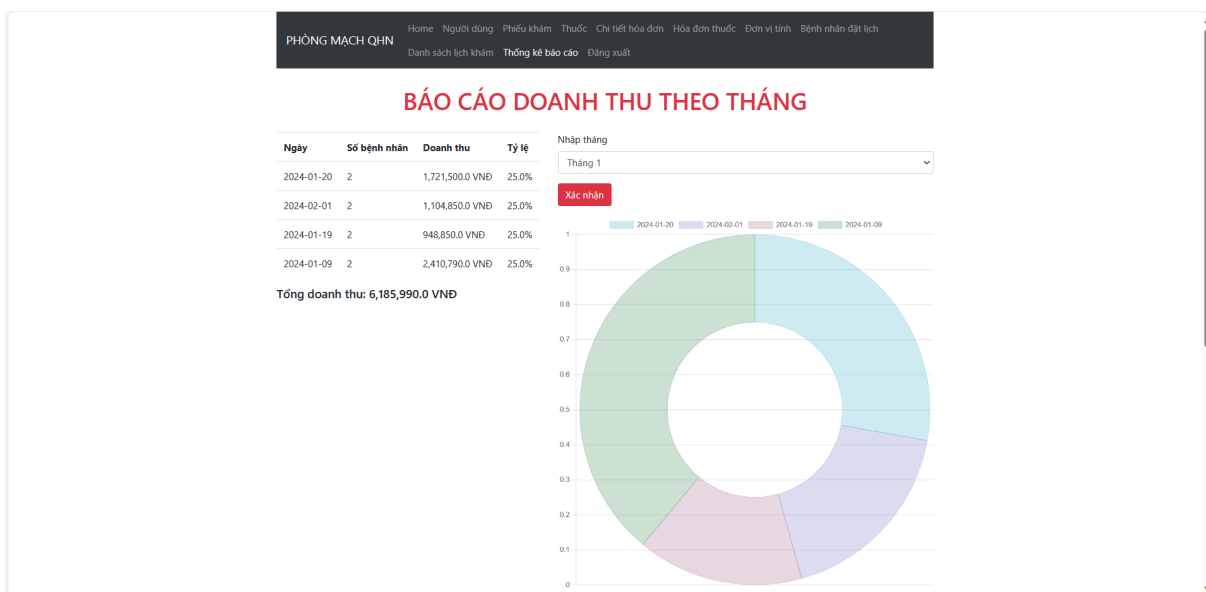 PHÒNG MẠCH QHN
Home Người dùng Phiếu khám Thuốc Chi tiết hóa đơn Hóa đơn thuốc Đơn vị tính Bệnh nhân đặt lịch
Danh sách lịch khám Thống kê báo cáo Đăng xuất
BÁO CÁO DOANH THU THEO THÁNG
Ngày Số bệnh nhân Doanh thu Tỷ lệ
2024-01-20 2 1,721,500.0 VNĐ 25.0%
2024-02-01 2 1,104,850.0 VNĐ 25.0%
2024-01-19 2 948,850.0 VNĐ 25.0%
2024-01-09 2 2,410,790.0 VNĐ 25.0%
Tổng doanh thu: 6,185,990.0 VNĐ
Nhập tháng
Tháng 1
Xác nhận
2024-01-20 2024-02-01 2024-01-19 2024-01-09
1
0.9
0.8
0.7
0.6
0.5
0.4
0.3
0.2
0.1
0